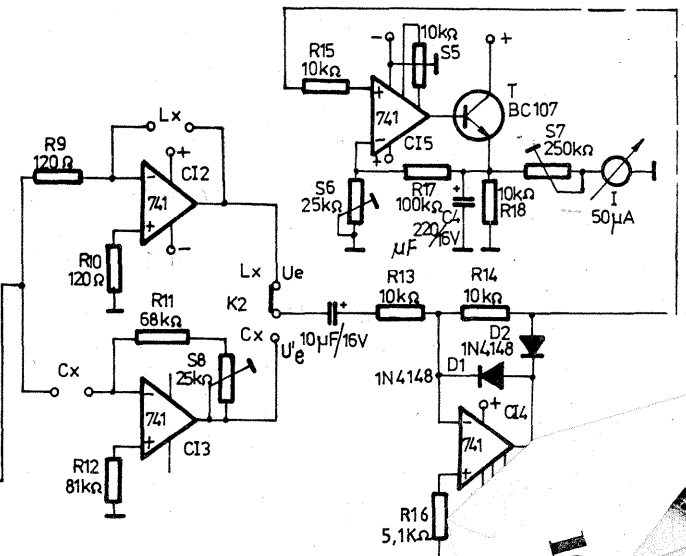 R15
10kΩ
10kΩ
S5
−
+
+
741
−
+
CI5
T
BC107
S7
250kΩ
I
50µA
S6
25kΩ
R17
100kΩ
+
C4
220/16V
µF
10kΩ
R18
Lx
R9
120Ω
+
CI2
−
741
+
−
R10
120Ω
Lx
Ue
K2
Cx
U'e
+
10µF/16V
R13
10kΩ
R14
10kΩ
D2
1N4148
D1
1N4148
R11
68kΩ
S8
25kΩ
Cx
−
741
+
CI3
R12
81kΩ
+
CI4
−
741
+
R16
5,1KΩ